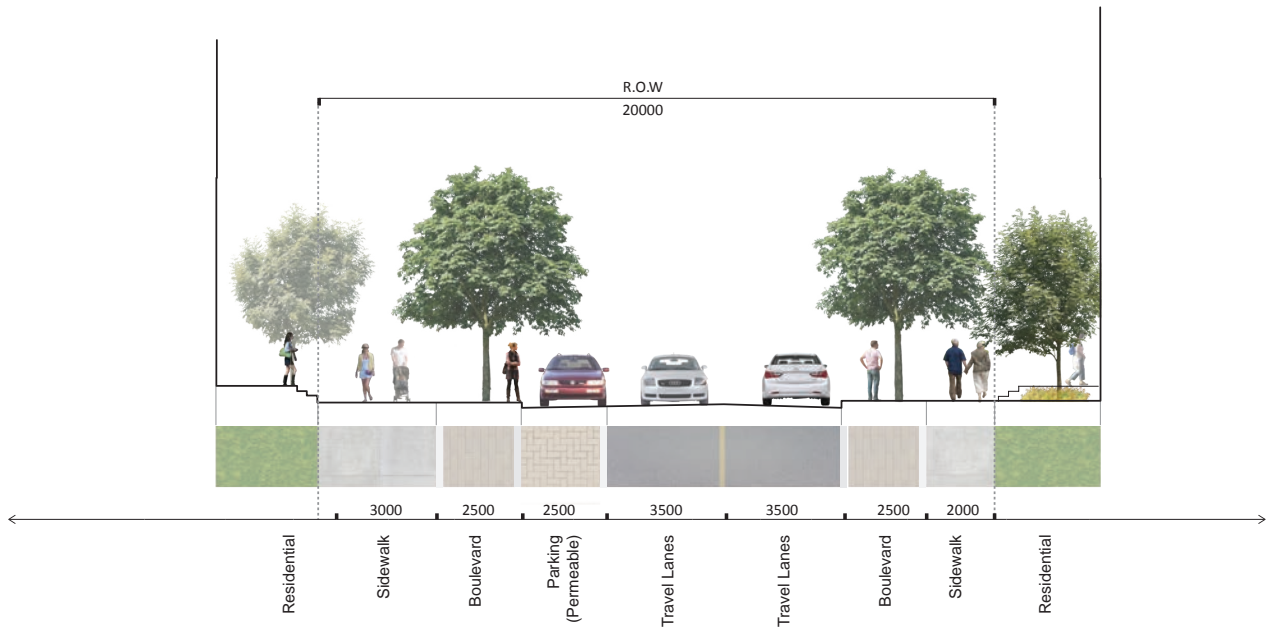 R.O.W
20000
3000
2500
2500
3500
3500
2500
2000
Residential
Sidewalk
Boulevard
Parking
(Permeable)
Travel Lanes
Travel Lanes
Boulevard
Sidewalk
Residential